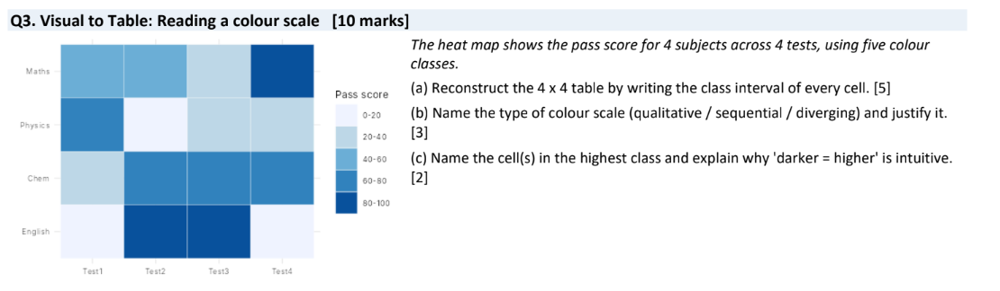 Q3. Visual to Table: Reading a colour scale [10 marks]
Maths
Physics
Chem
English
Test1 Test2 Test3 Test4
Pass score
0-20
20-40
40-60
60-80
80-100
The heat map shows the pass score for 4 subjects across 4 tests, using five colour
classes.
(a) Reconstruct the 4 x 4 table by writing the class interval of every cell. [5]
(b) Name the type of colour scale (qualitative / sequential / diverging) and justify it.
[3]
(c) Name the cell(s) in the highest class and explain why 'darker = higher' is intuitive.
[2]